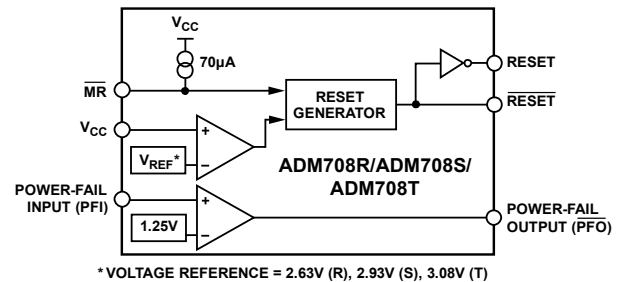 VCC
70µA
MR
RESET
GENERATOR
RESET
RESET
VCC
+
VREF*
−
ADM708R/ADM708S/
ADM708T
POWER-FAIL
INPUT (PFI)
+
1.25V
−
POWER-FAIL
OUTPUT (PFO)
* VOLTAGE REFERENCE = 2.63V (R), 2.93V (S), 3.08V (T)